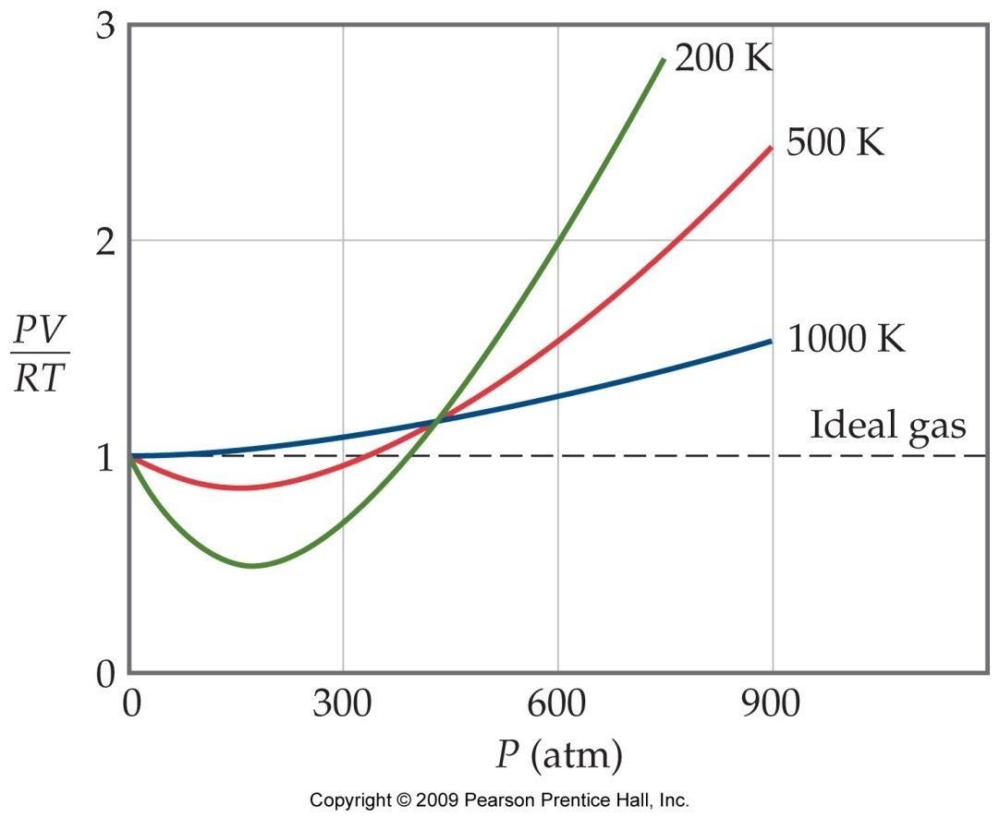 3
200 K
500 K
2
PV
RT
1000 K
Ideal gas
1
0
0 300 600 900
P (atm)
Copyright © 2009 Pearson Prentice Hall, Inc.